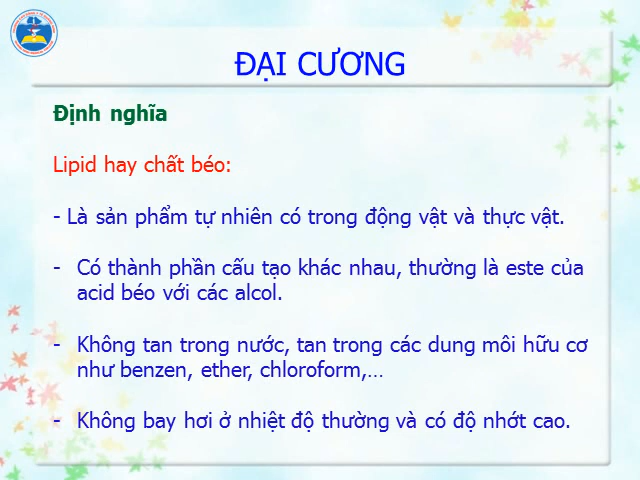 ĐẠI CƯƠNG
Định nghĩa
Lipid hay chất béo:
- Là sản phẩm tự nhiên có trong động vật và thực vật.
- Có thành phần cấu tạo khác nhau, thường là este của
acid béo với các alcol.
- Không tan trong nước, tan trong các dung môi hữu cơ
như benzen, ether, chloroform,…
- Không bay hơi ở nhiệt độ thường và có độ nhớt cao.